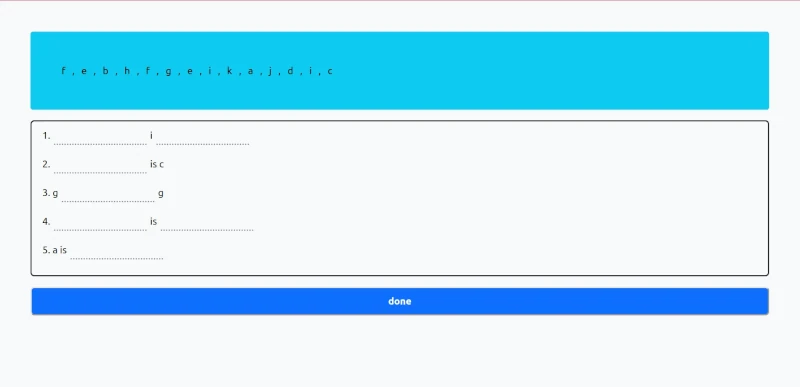 f , e , b , h , f , g , e , i , k , a , j , d , i , c
1. i
2. is c
3. g g
4. is
5. a is
done